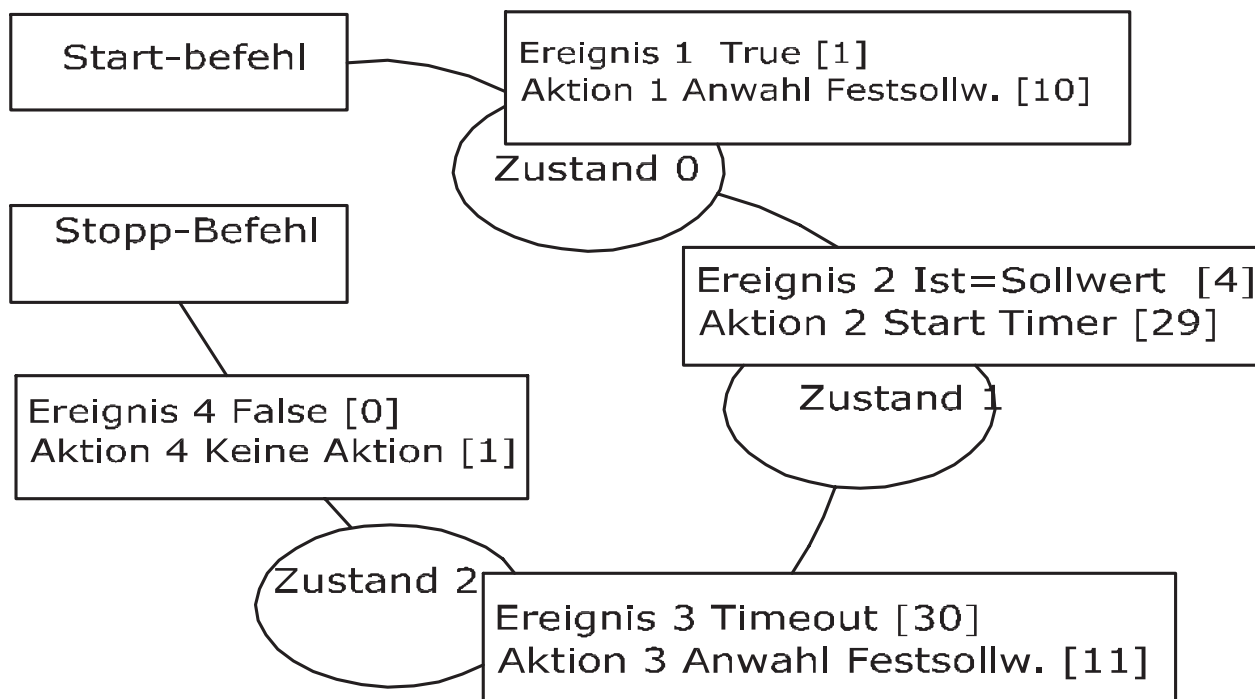 Start-befehl
Ereignis 1 True [1]
Aktion 1 Anwahl Festsollw. [10]
Zustand 0
Stopp-Befehl
Ereignis 2 Ist=Sollwert [4]
Aktion 2 Start Timer [29]
Zustand 1
Ereignis 4 False [0]
Aktion 4 Keine Aktion [1]
Zustand 2
Ereignis 3 Timeout [30]
Aktion 3 Anwahl Festsollw. [11]